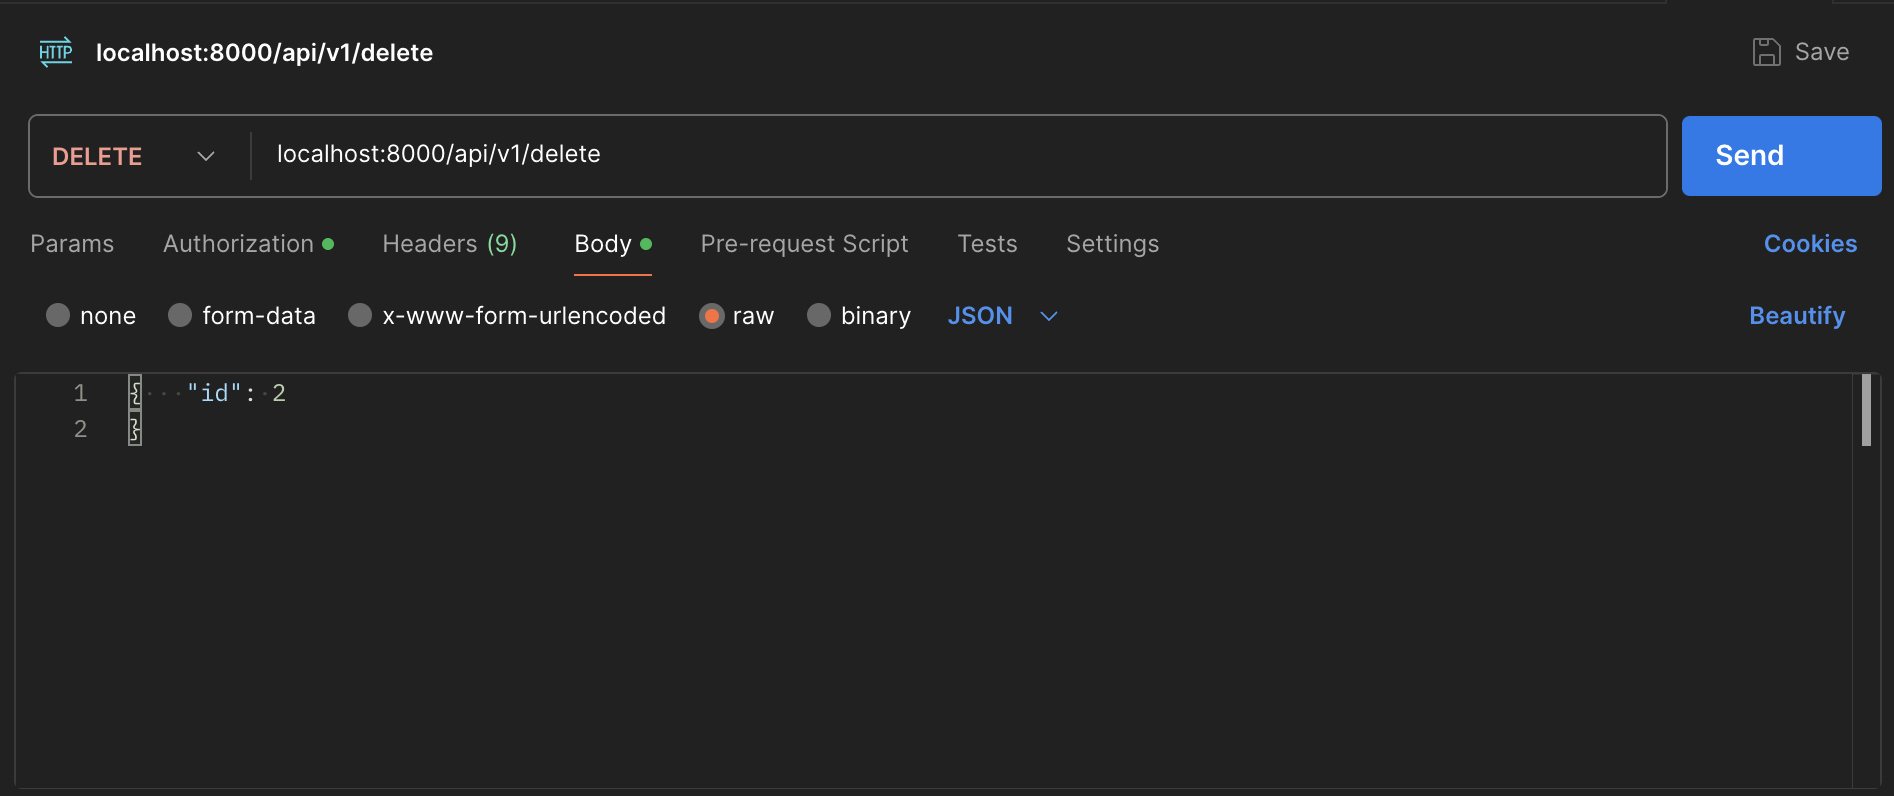 HTTP localhost:8000/api/v1/delete Save
DELETE localhost:8000/api/v1/delete Send
Params Authorization Headers (9) Body Pre-request Script Tests Settings Cookies
none form-data x-www-form-urlencoded raw binary JSON Beautify
1 { "id": 2
2 }